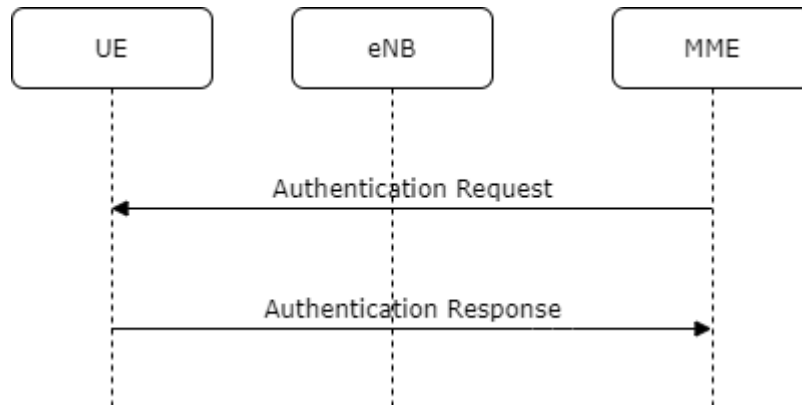 UE
eNB
MME
Authentication Request
Authentication Response